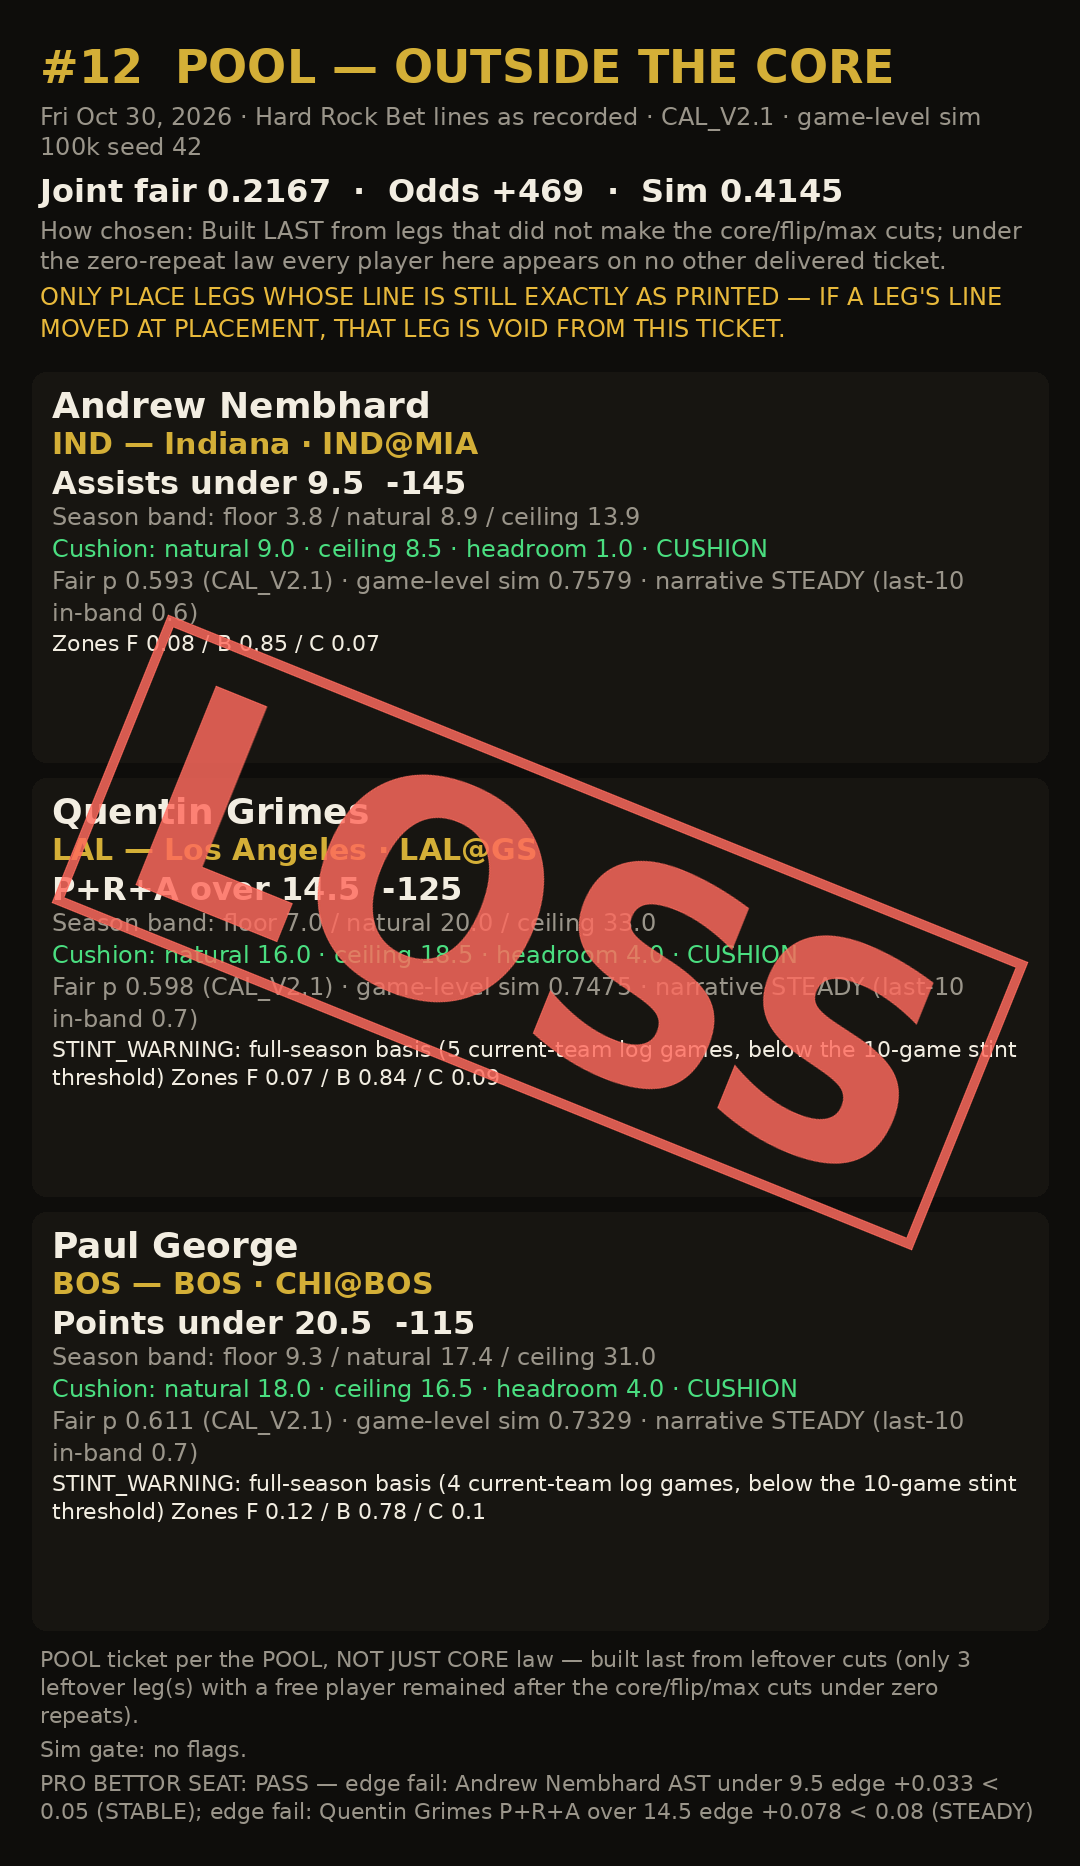 #12  POOL — OUTSIDE THE CORE
Fri Oct 30, 2026 · Hard Rock Bet lines as recorded · CAL_V2.1 · game-level sim
100k seed 42
Joint fair 0.2167  ·  Odds +469  ·  Sim 0.4145
How chosen: Built LAST from legs that did not make the core/flip/max cuts; under
the zero-repeat law every player here appears on no other delivered ticket.
ONLY PLACE LEGS WHOSE LINE IS STILL EXACTLY AS PRINTED — IF A LEG'S LINE
MOVED AT PLACEMENT, THAT LEG IS VOID FROM THIS TICKET.
Andrew Nembhard
IND — Indiana · IND@MIA
Assists under 9.5  -145
Season band: floor 3.8 / natural 8.9 / ceiling 13.9
Cushion: natural 9.0 · ceiling 8.5 · headroom 1.0 · CUSHION
Fair p 0.593 (CAL_V2.1) · game-level sim 0.7579 · narrative STEADY (last-10
in-band 0.6)
Zones F 0.08 / B 0.85 / C 0.07
LOSS
Quentin Grimes
LAL — Los Angeles · LAL@GS
P+R+A over 14.5  -125
Season band: floor 7.0 / natural 20.0 / ceiling 33.0
Cushion: natural 16.0 · ceiling 18.5 · headroom 4.0 · CUSHION
Fair p 0.598 (CAL_V2.1) · game-level sim 0.7475 · narrative STEADY (last-10
in-band 0.7)
STINT_WARNING: full-season basis (5 current-team log games, below the 10-game stint
threshold) Zones F 0.07 / B 0.84 / C 0.09
Paul George
BOS — BOS · CHI@BOS
Points under 20.5  -115
Season band: floor 9.3 / natural 17.4 / ceiling 31.0
Cushion: natural 18.0 · ceiling 16.5 · headroom 4.0 · CUSHION
Fair p 0.611 (CAL_V2.1) · game-level sim 0.7329 · narrative STEADY (last-10
in-band 0.7)
STINT_WARNING: full-season basis (4 current-team log games, below the 10-game stint
threshold) Zones F 0.12 / B 0.78 / C 0.1
POOL ticket per the POOL, NOT JUST CORE law — built last from leftover cuts (only 3
leftover leg(s) with a free player remained after the core/flip/max cuts under zero
repeats).
Sim gate: no flags.
PRO BETTOR SEAT: PASS — edge fail: Andrew Nembhard AST under 9.5 edge +0.033 <
0.05 (STABLE); edge fail: Quentin Grimes P+R+A over 14.5 edge +0.078 < 0.08 (STEADY)